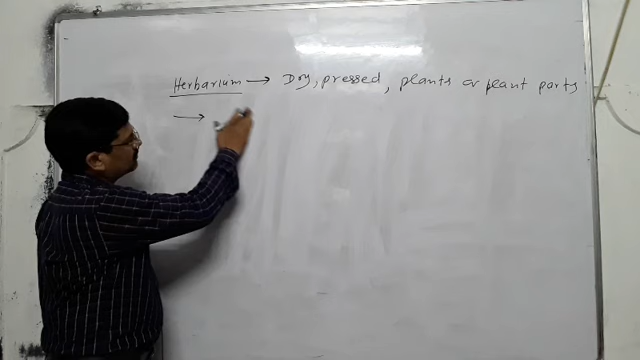 Herbarium → Dry, pressed, plants or plant parts
→